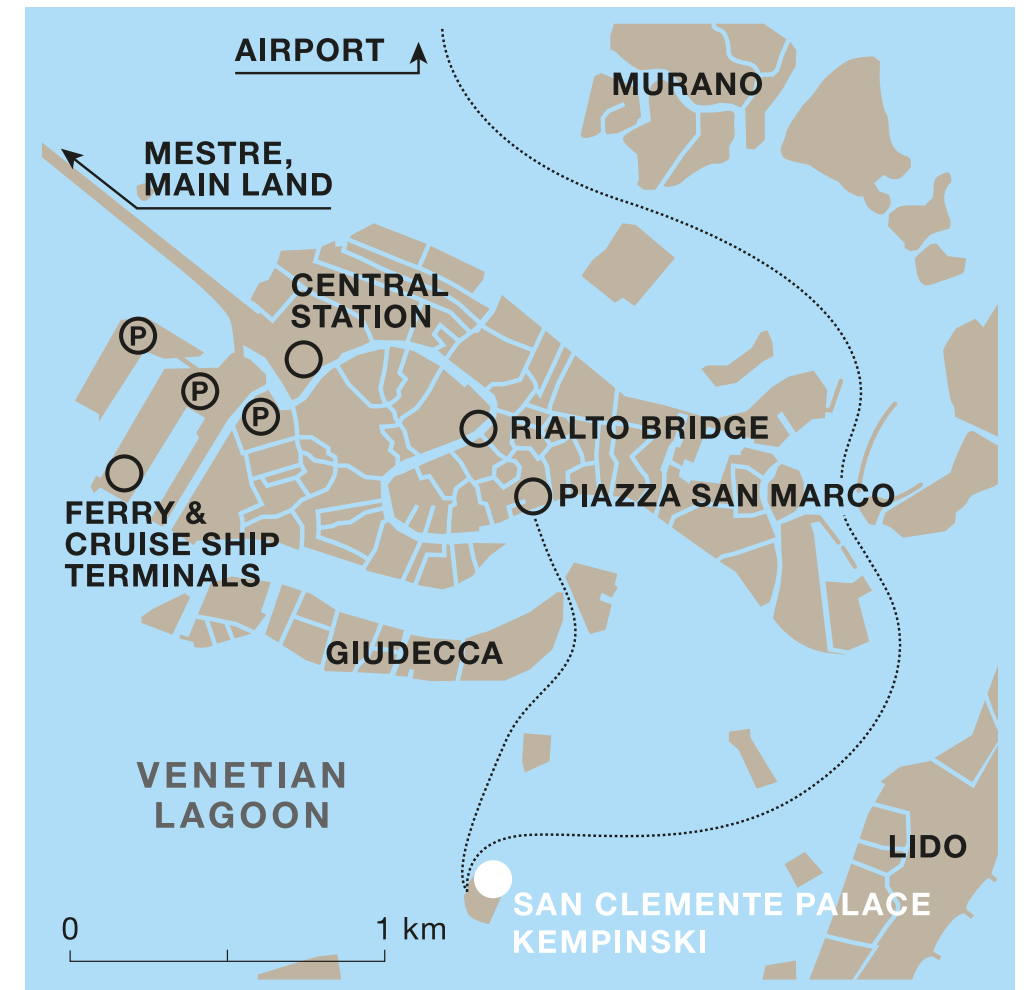 AIRPORT
MURANO
MESTRE,
MAIN LAND
CENTRAL
STATION
P
P
P
RIALTO BRIDGE
PIAZZA SAN MARCO
FERRY &
CRUISE SHIP
TERMINALS
GIUDECCA
VENETIAN
LAGOON
LIDO
SAN CLEMENTE PALACE
KEMPINSKI
0 1 km